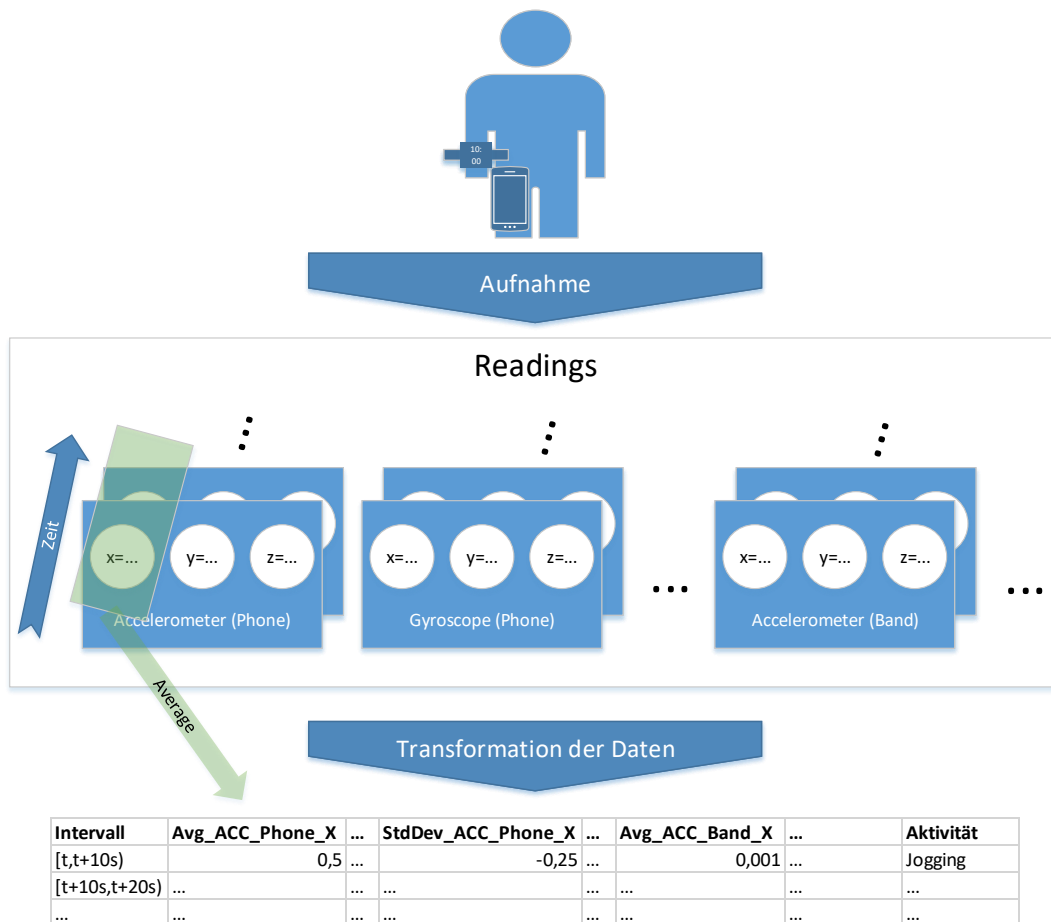 10:
00
Aufnahme
Readings
Zeit
x=...
y=...
z=...
Accelerometer (Phone)
x=...
y=...
z=...
Gyroscope (Phone)
...
x=...
y=...
z=...
Accelerometer (Band)
...
Average
Transformation der Daten
Intervall Avg_ACC_Phone_X ... StdDev_ACC_Phone_X ... Avg_ACC_Band_X ... Aktivität
[t,t+10s) 0,5 ... -0,25 ... 0,001 ... Jogging
[t+10s,t+20s) ... ... ... ... ... ... ...
... ... ... ... ... ... ... ...